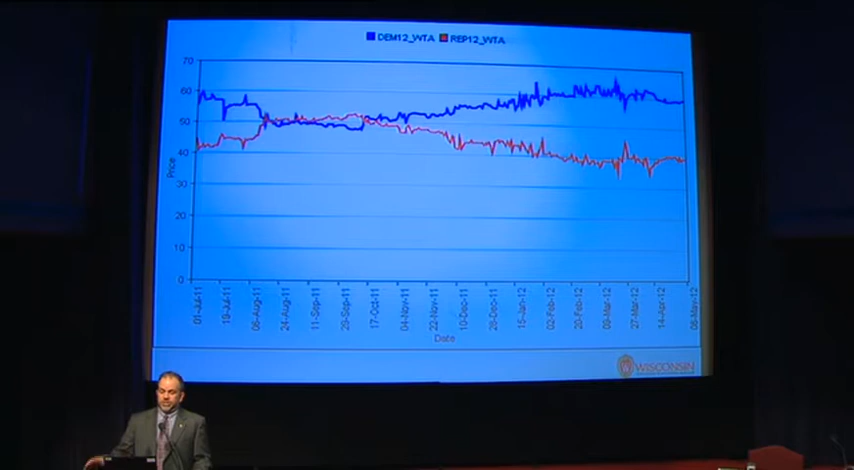 DEM12_WTA REP12_WTA
70
60
50
40
30
20
10
0
Price
01-Jul-11 19-Jul-11 06-Aug-11 24-Aug-11 11-Sep-11 29-Sep-11 17-Oct-11 04-Nov-11 22-Nov-11 10-Dec-11 28-Dec-11 15-Jan-12 02-Feb-12 20-Feb-12 09-Mar-12 27-Mar-12 14-Apr-12 08-May-12
Date
WISCONSIN